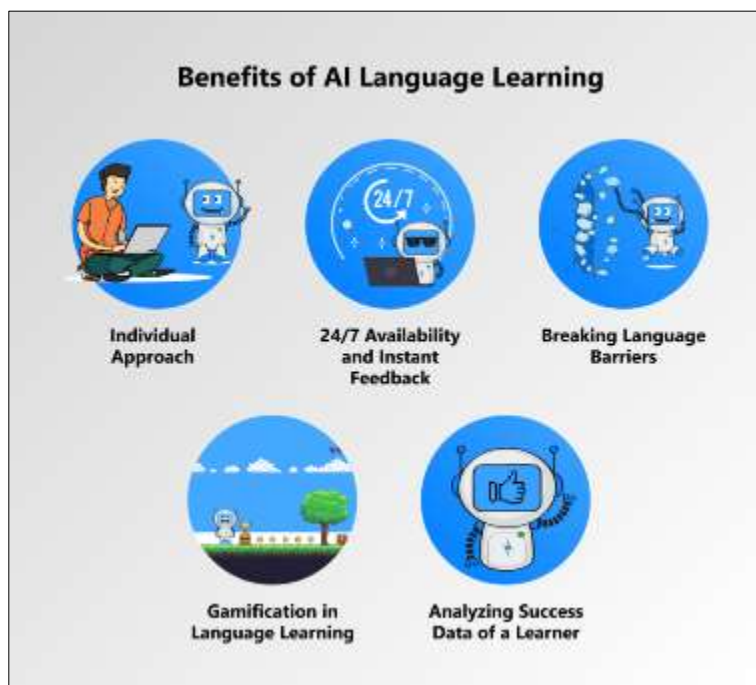 Benefits of AI Language Learning
24/7
Individual
Approach
24/7 Availability
and Instant
Feedback
Breaking Language
Barriers
Gamification in
Language Learning
Analyzing Success
Data of a Learner